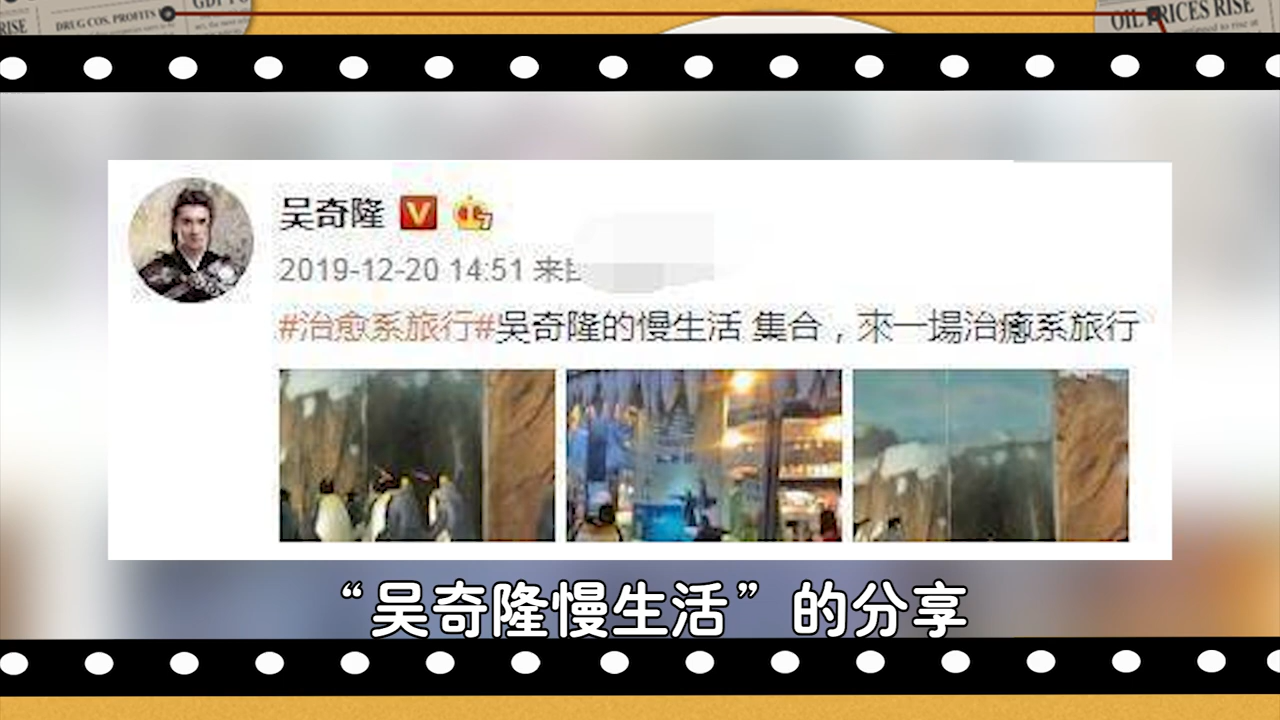 RISE
DRUG COS. PROFITS
OIL PRICES RISE
吴奇隆
2019-12-20 14:51 来自
#治愈系旅行#吳奇隆的慢生活 集合，來一場治癒系旅行
“吴奇隆慢生活”的分享